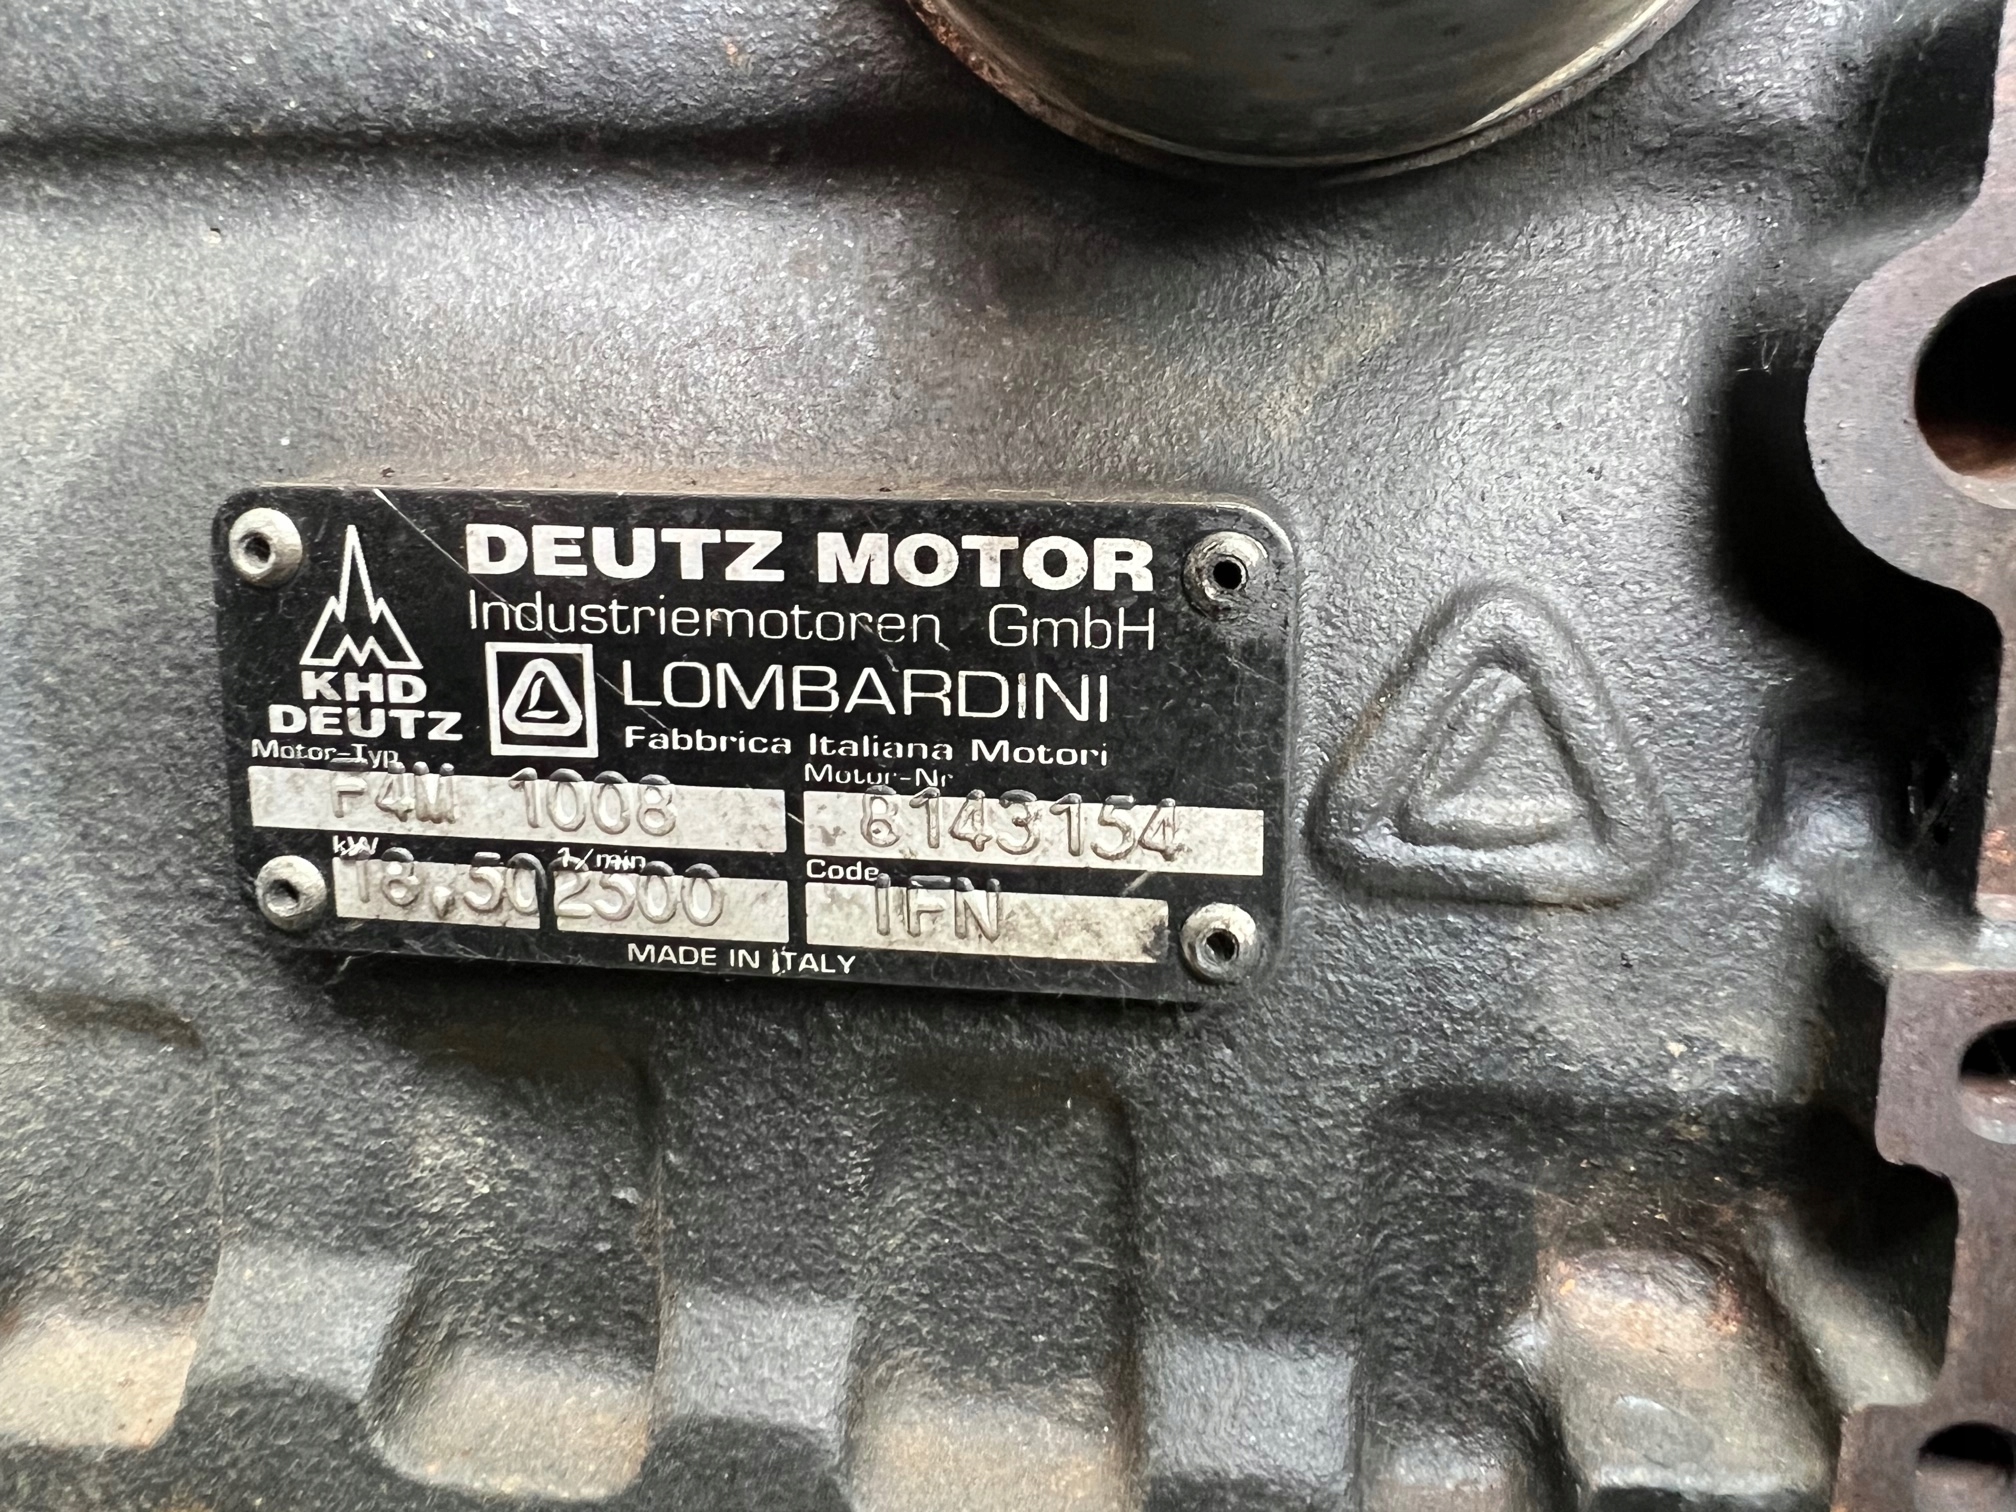 DEUTZ MOTOR
Industriemotoren GmbH
KHD
DEUTZ
LOMBARDINI
Fabbrica Italiana Motori
Motor-Typ
F4M 1008
Motor-Nr
8143154
kW
18.50
1/min
2500
Code
1FN
MADE IN ITALY